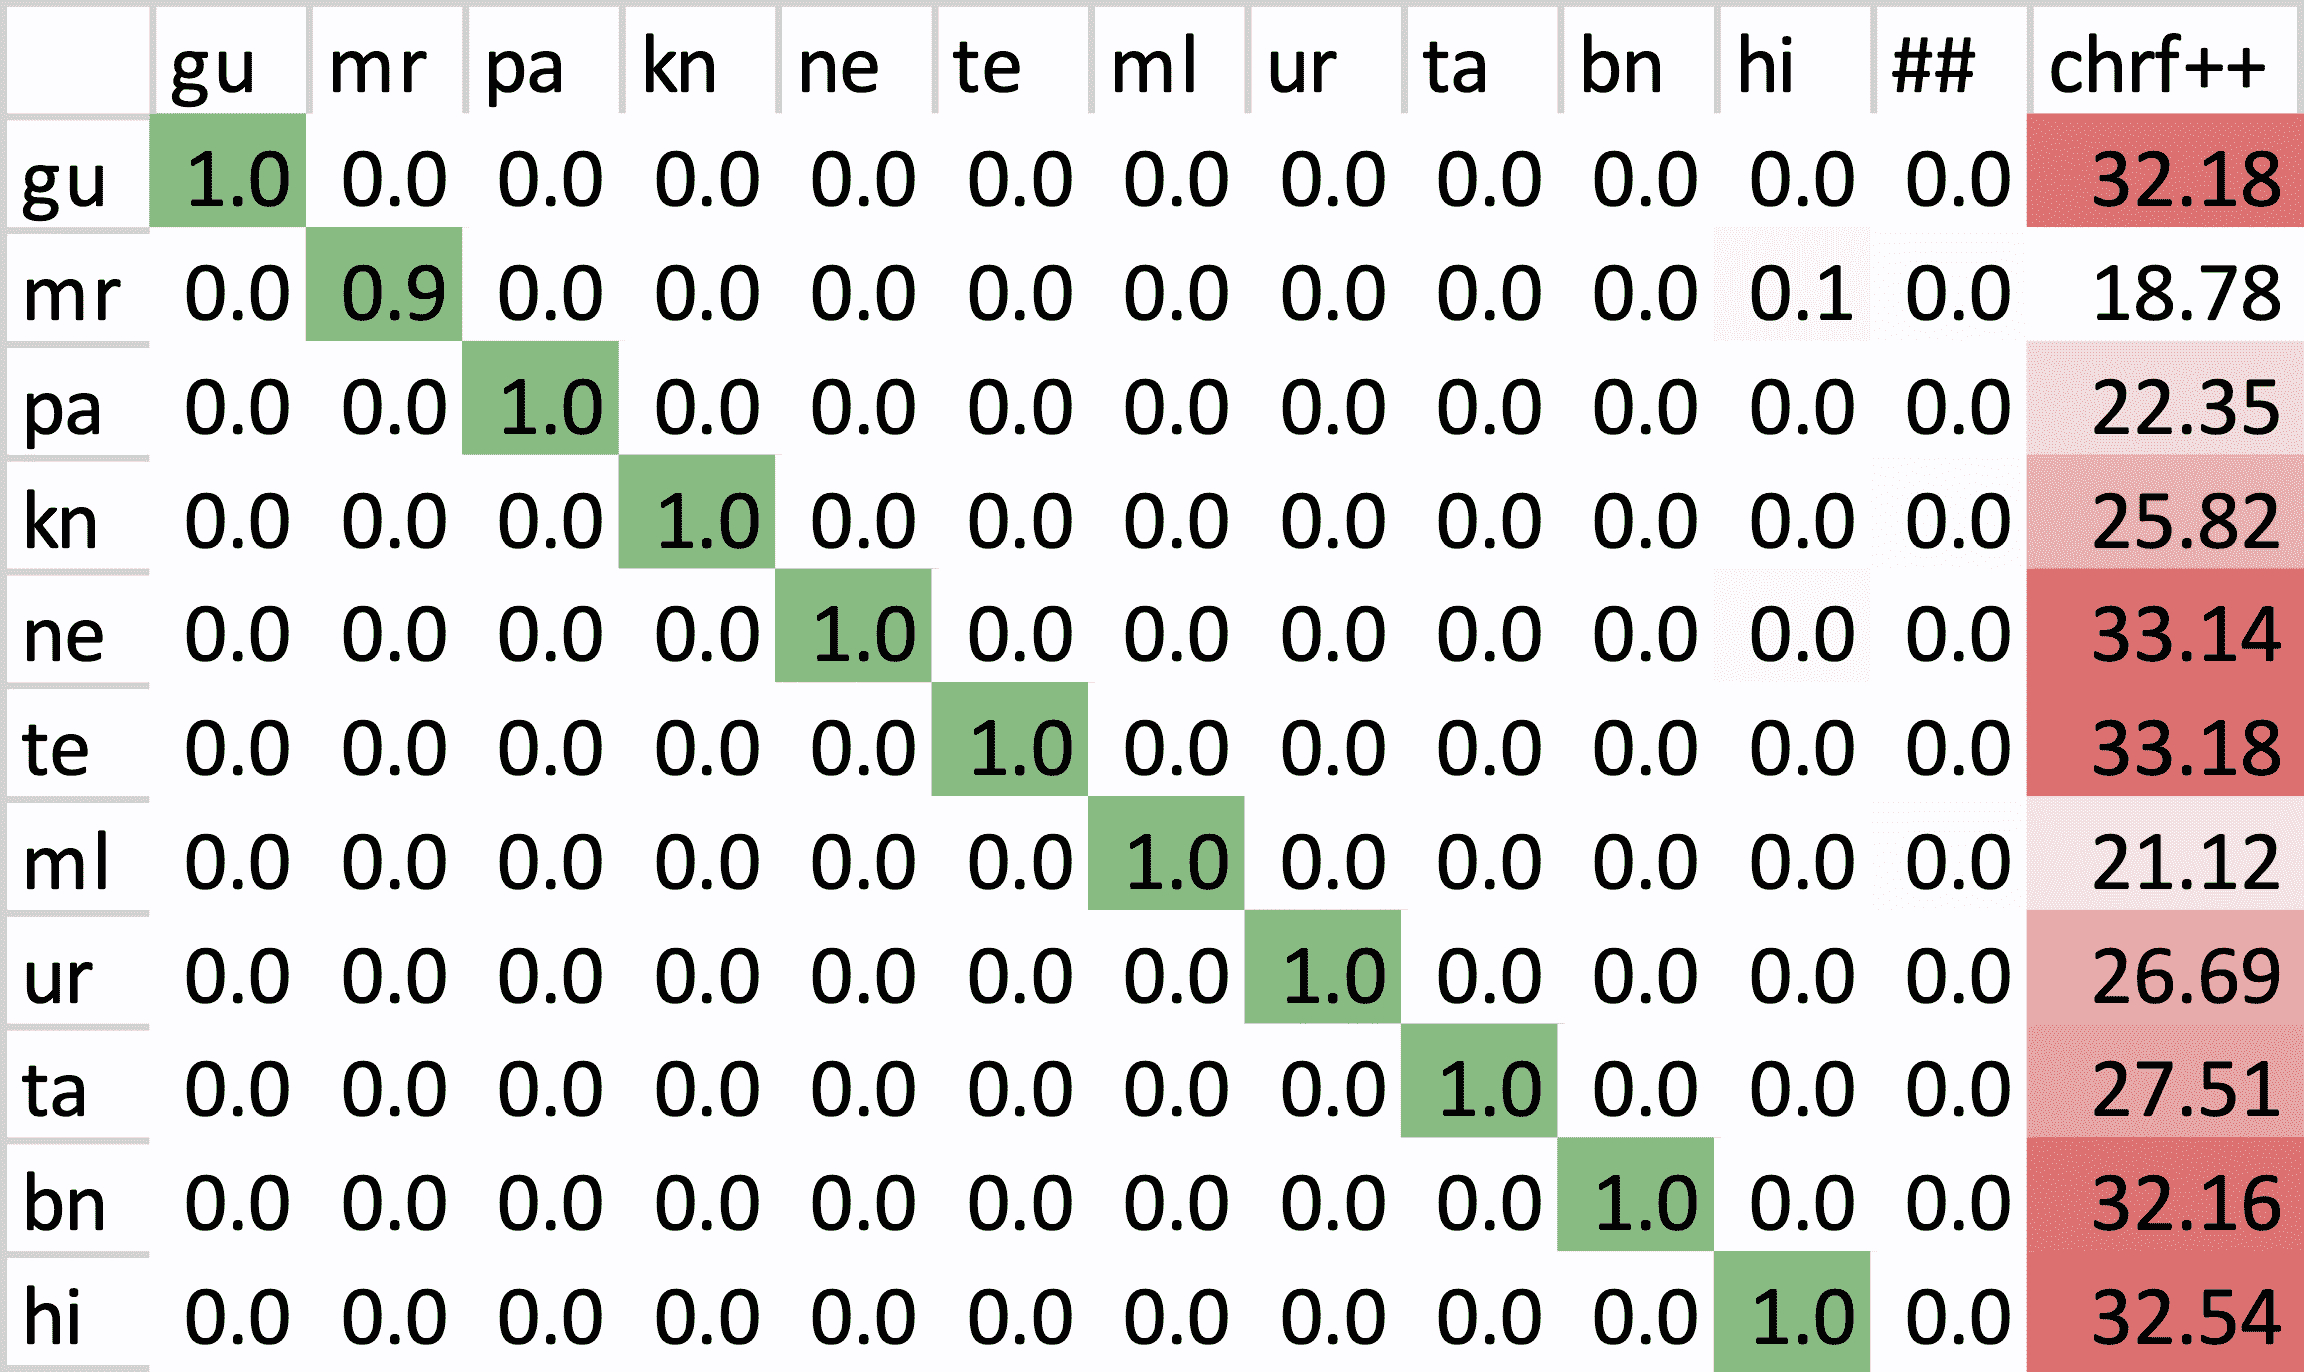 gu mr pa kn ne te ml ur ta bn hi ## chrf++
gu 1.0 0.0 0.0 0.0 0.0 0.0 0.0 0.0 0.0 0.0 0.0 0.0 32.18
mr 0.0 0.9 0.0 0.0 0.0 0.0 0.0 0.0 0.0 0.0 0.1 0.0 18.78
pa 0.0 0.0 1.0 0.0 0.0 0.0 0.0 0.0 0.0 0.0 0.0 0.0 22.35
kn 0.0 0.0 0.0 1.0 0.0 0.0 0.0 0.0 0.0 0.0 0.0 0.0 25.82
ne 0.0 0.0 0.0 0.0 1.0 0.0 0.0 0.0 0.0 0.0 0.0 0.0 33.14
te 0.0 0.0 0.0 0.0 0.0 1.0 0.0 0.0 0.0 0.0 0.0 0.0 33.18
ml 0.0 0.0 0.0 0.0 0.0 0.0 1.0 0.0 0.0 0.0 0.0 0.0 21.12
ur 0.0 0.0 0.0 0.0 0.0 0.0 0.0 1.0 0.0 0.0 0.0 0.0 26.69
ta 0.0 0.0 0.0 0.0 0.0 0.0 0.0 0.0 1.0 0.0 0.0 0.0 27.51
bn 0.0 0.0 0.0 0.0 0.0 0.0 0.0 0.0 0.0 1.0 0.0 0.0 32.16
hi 0.0 0.0 0.0 0.0 0.0 0.0 0.0 0.0 0.0 0.0 1.0 0.0 32.54